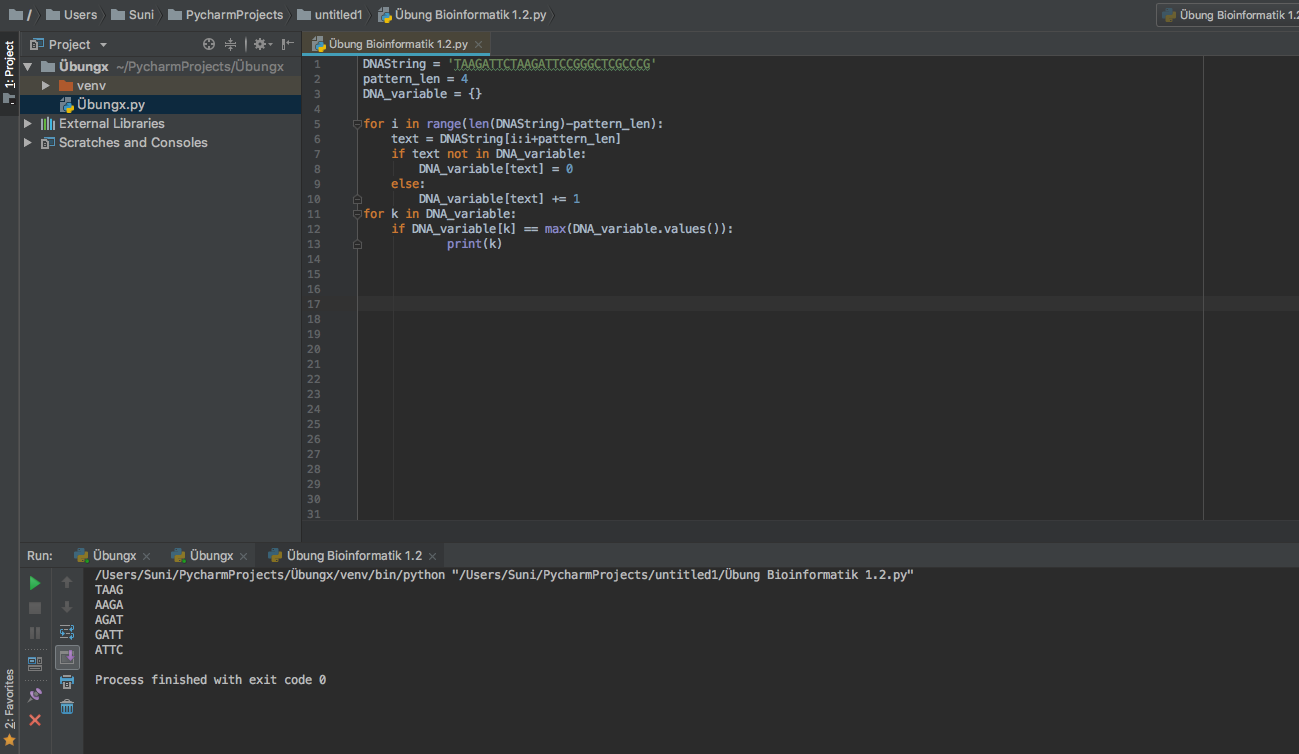 / Users Suni PycharmProjects untitled1 Übung Bioinformatik 1.2.py Übung Bioinformatik 1.2
1: Project
Project
Übung Bioinformatik 1.2.py
Übungx ~/PycharmProjects/Übungx
venv
Übungx.py
External Libraries
Scratches and Consoles
1 DNAString = 'TAAGATTCTAAGATTCCGGGCTCGCCCG'
2 pattern_len = 4
3 DNA_variable = {}
4
5 for i in range(len(DNAString)-pattern_len):
6 text = DNAString[i:i+pattern_len]
7 if text not in DNA_variable:
8 DNA_variable[text] = 0
9 else:
10 DNA_variable[text] += 1
11 for k in DNA_variable:
12 if DNA_variable[k] == max(DNA_variable.values()):
13 print(k)
14
15
16
17
18
19
20
21
22
23
24
25
26
27
28
29
30
31
Run: Übungx Übungx Übung Bioinformatik 1.2
/Users/Suni/PycharmProjects/Übungx/venv/bin/python "/Users/Suni/PycharmProjects/untitled1/Übung Bioinformatik 1.2.py"
TAAG
AAGA
AGAT
GATT
ATTC
Process finished with exit code 0
2: Favorites